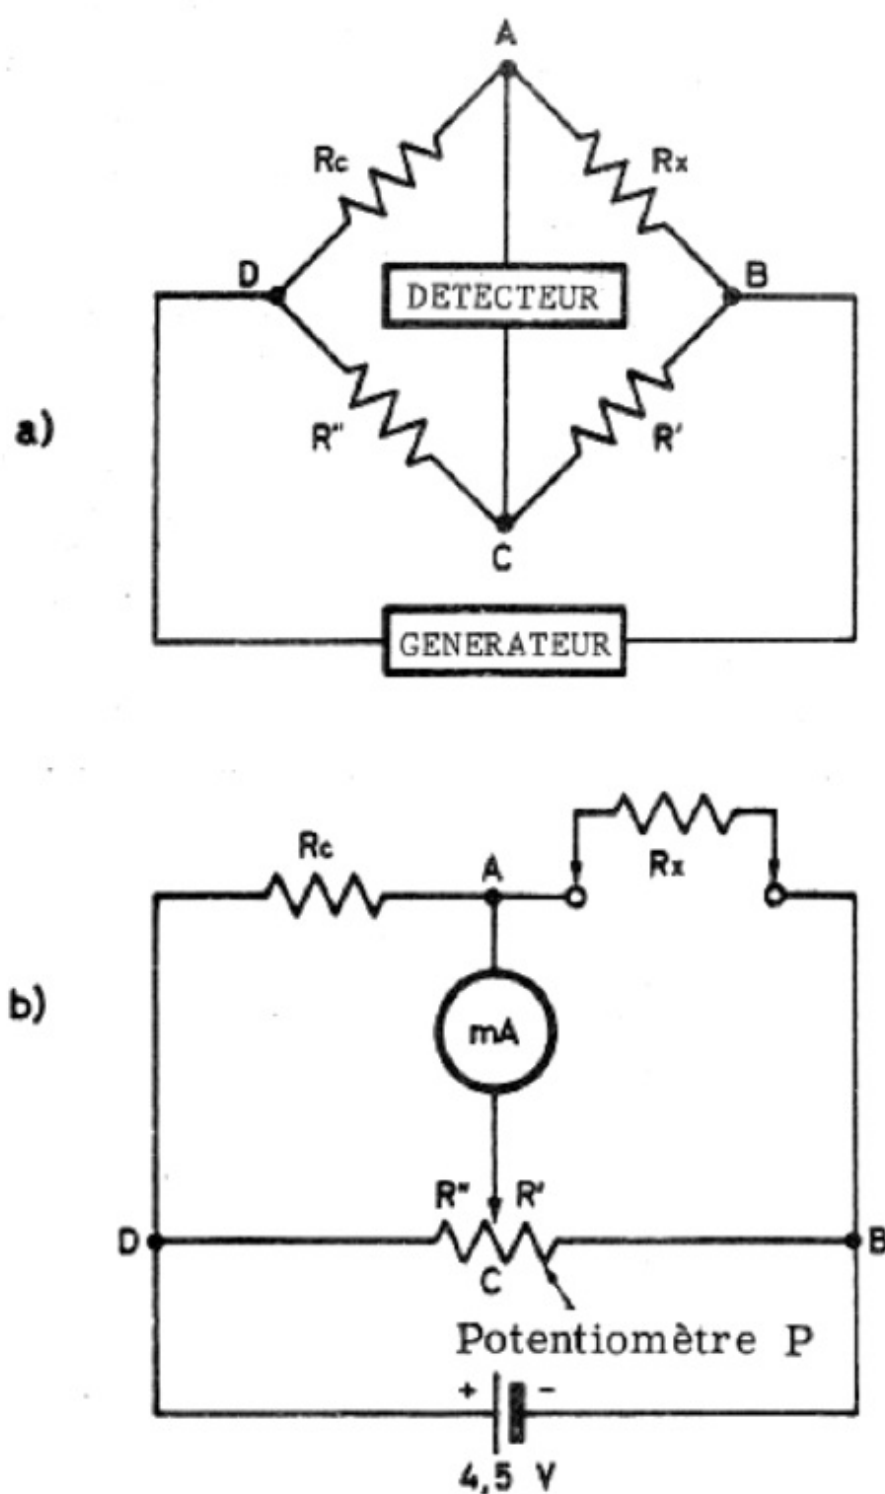 A
Rc
Rx
D
DETECTEUR
B
a)
R"
R'
C
GENERATEUR
Rc
A
Rx
b)
mA
R" R'
D
B
C
Potentiomètre P
+ -
4,5 V